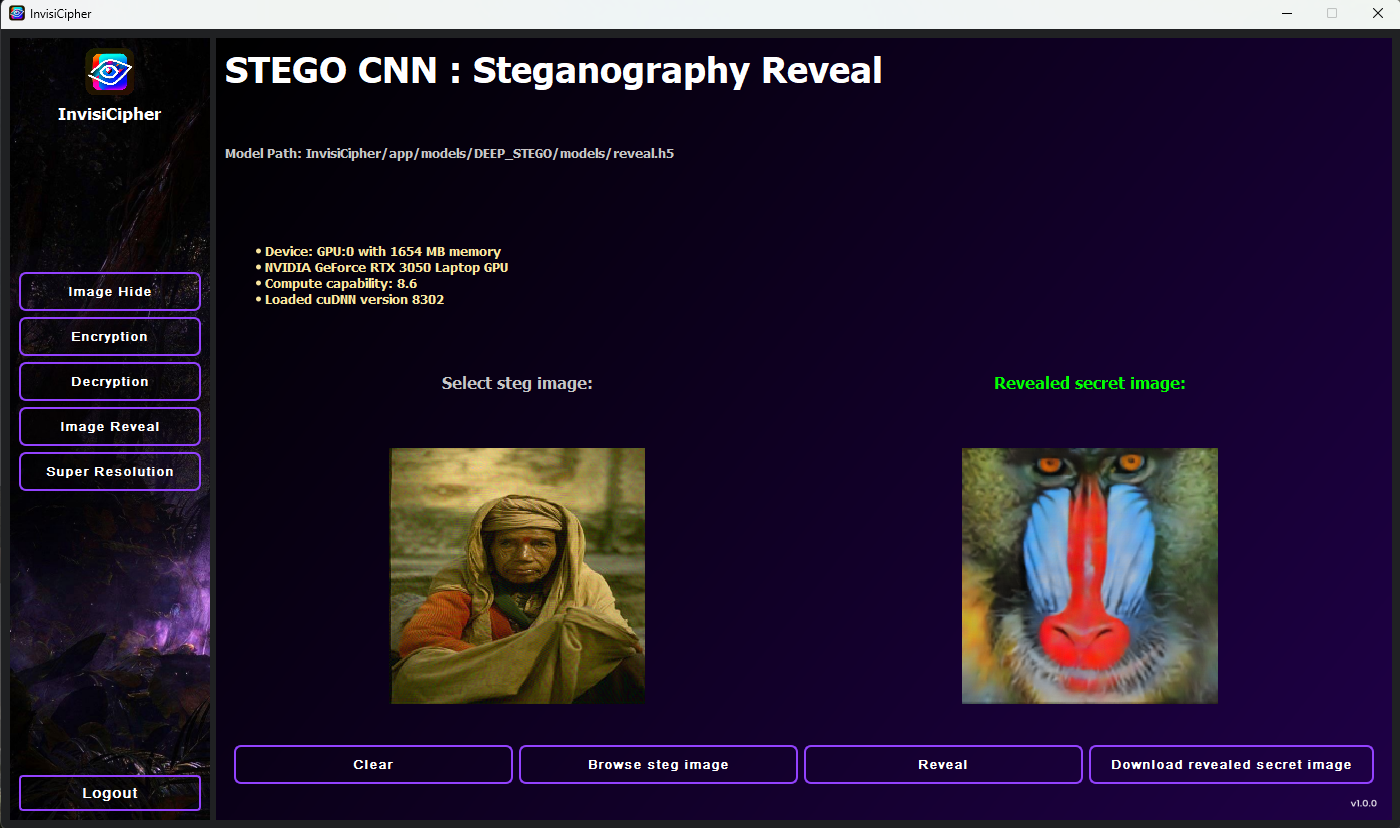 InvisiCipher
InvisiCipher
Image Hide
Encryption
Decryption
Image Reveal
Super Resolution
Logout
STEGO CNN : Steganography Reveal
Model Path: InvisiCipher/app/models/DEEP_STEGO/models/reveal.h5
• Device: GPU:0 with 1654 MB memory
• NVIDIA GeForce RTX 3050 Laptop GPU
• Compute capability: 8.6
• Loaded cuDNN version 8302
Select steg image:
Revealed secret image:
Clear
Browse steg image
Reveal
Download revealed secret image
v1.0.0